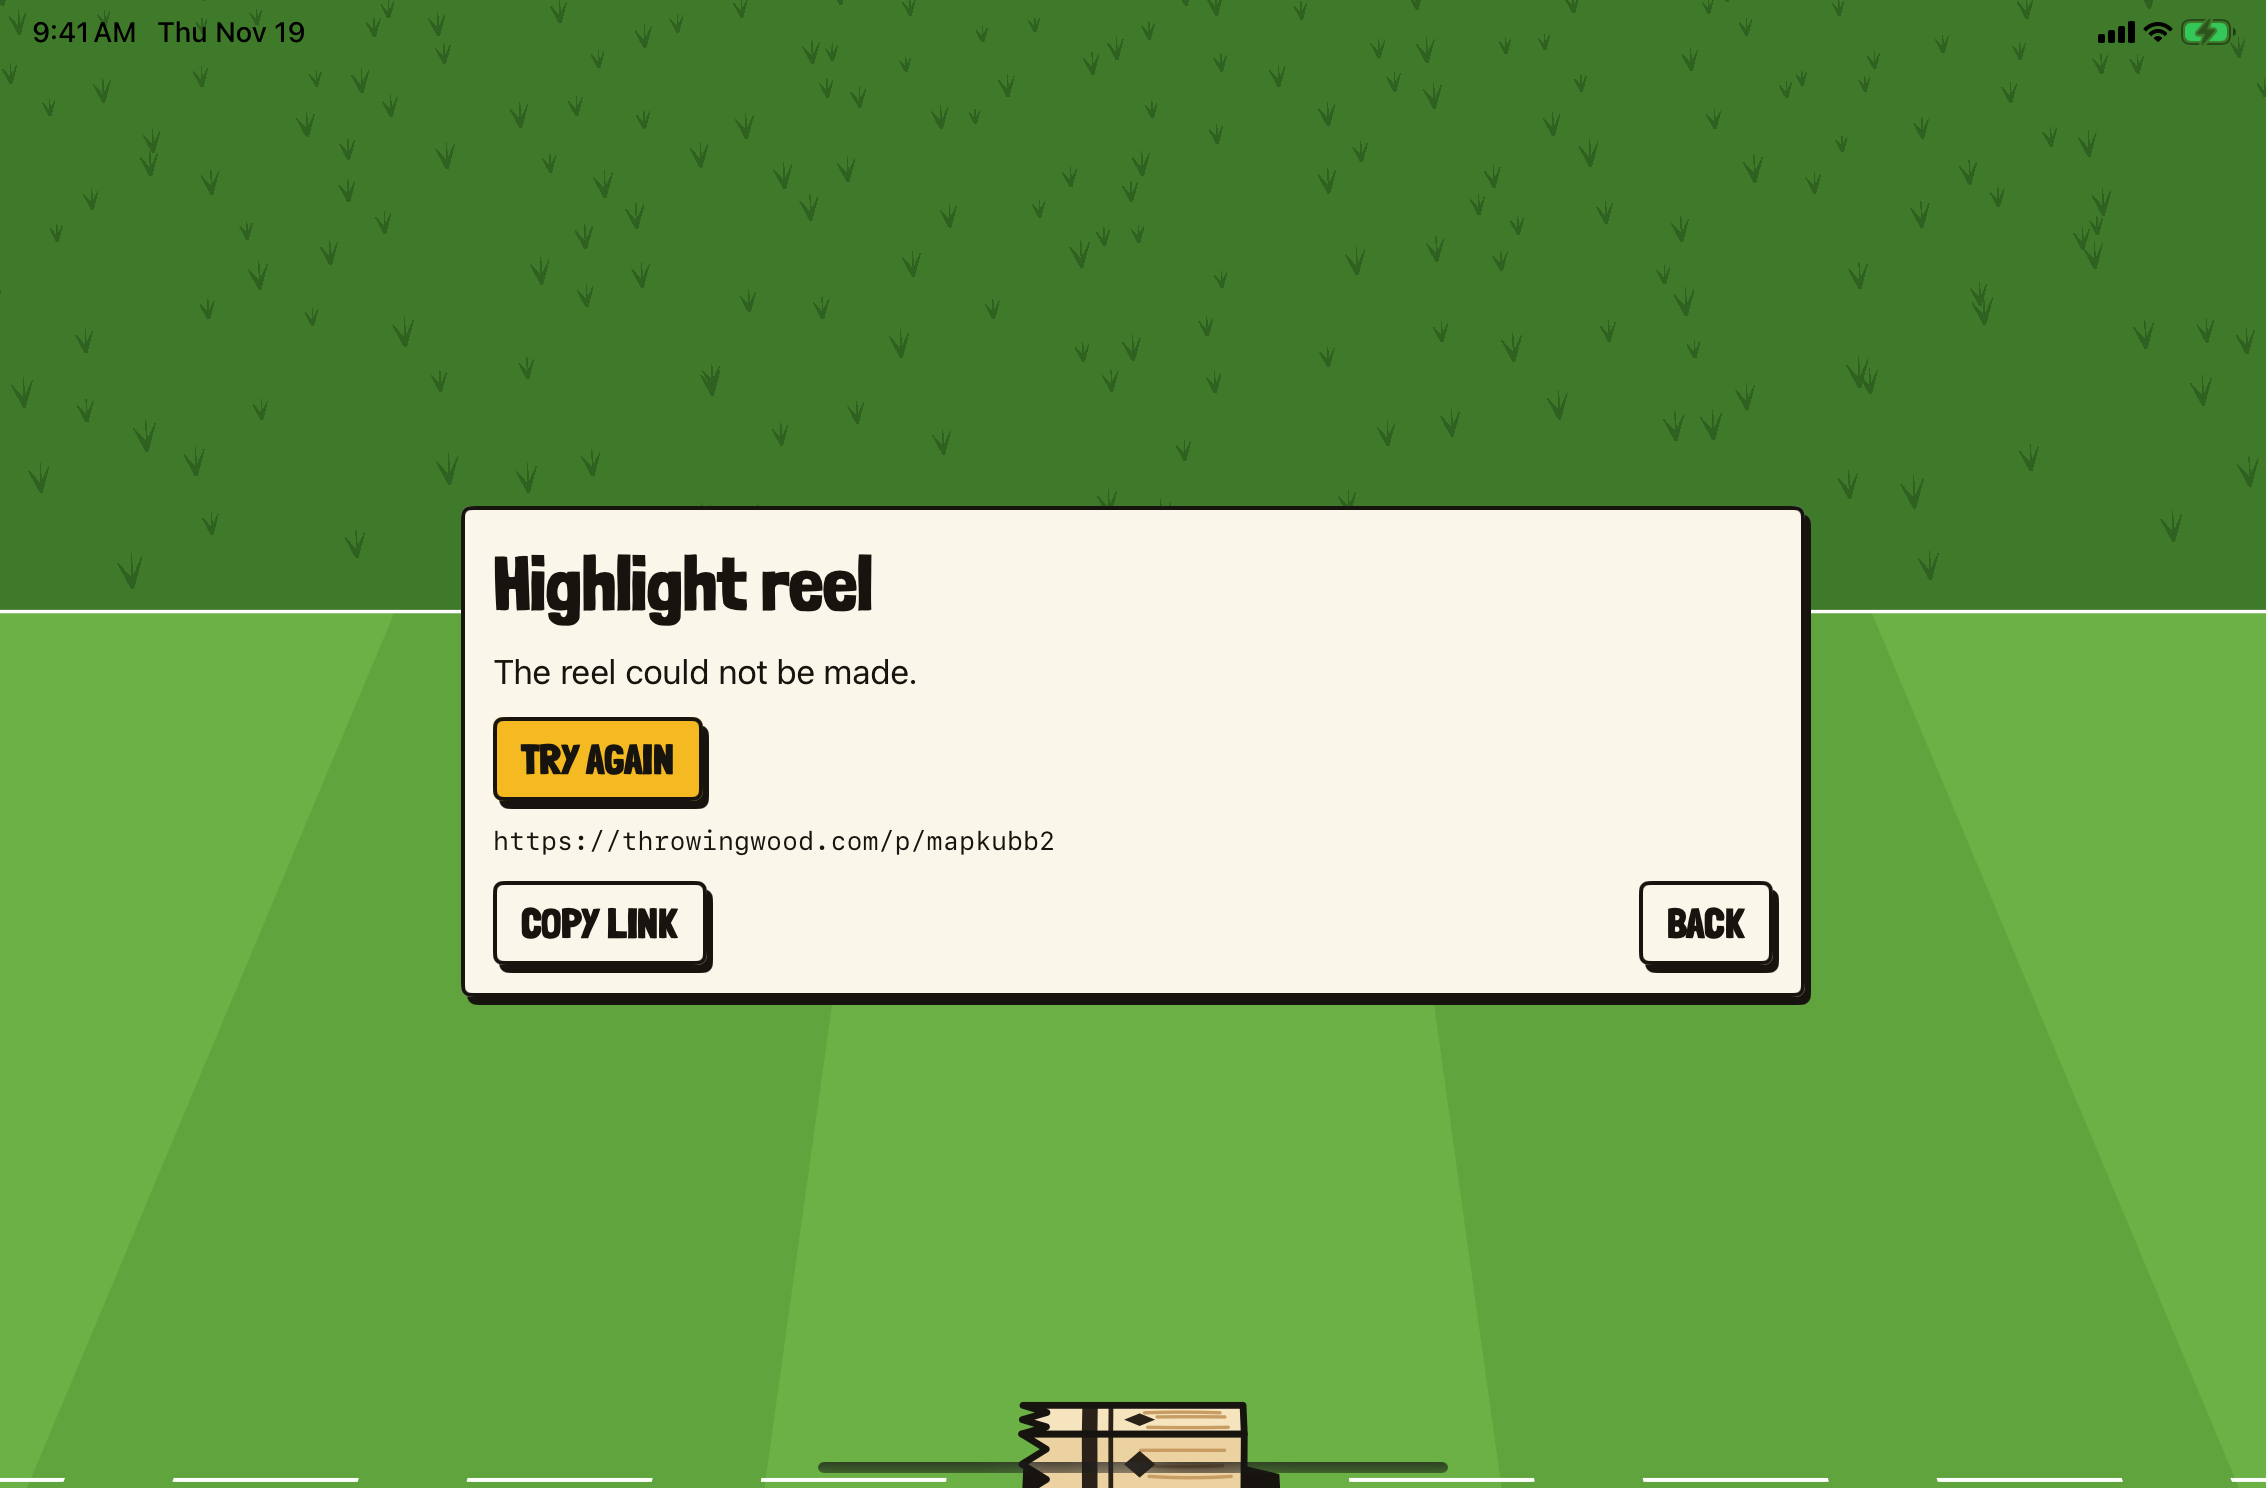 9:41 AM Thu Nov 19
Highlight reel
The reel could not be made.
TRY AGAIN
https://throwingwood.com/p/mapkubb2
COPY LINK
BACK